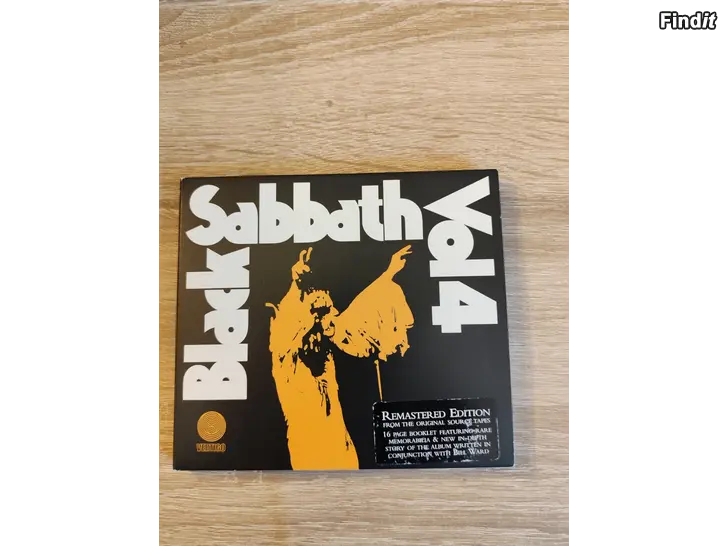 Findit
Black
Sabbath
Vol 4
VERTIGO
REMASTERED EDITION
FROM THE ORIGINAL SOURCE TAPES
16 PAGE BOOKLET FEATURING RARE
MEMORABILIA & NEW IN-DEPTH
STORY OF THE ALBUM WRITTEN IN
CONJUNCTION WITH BILL WARD